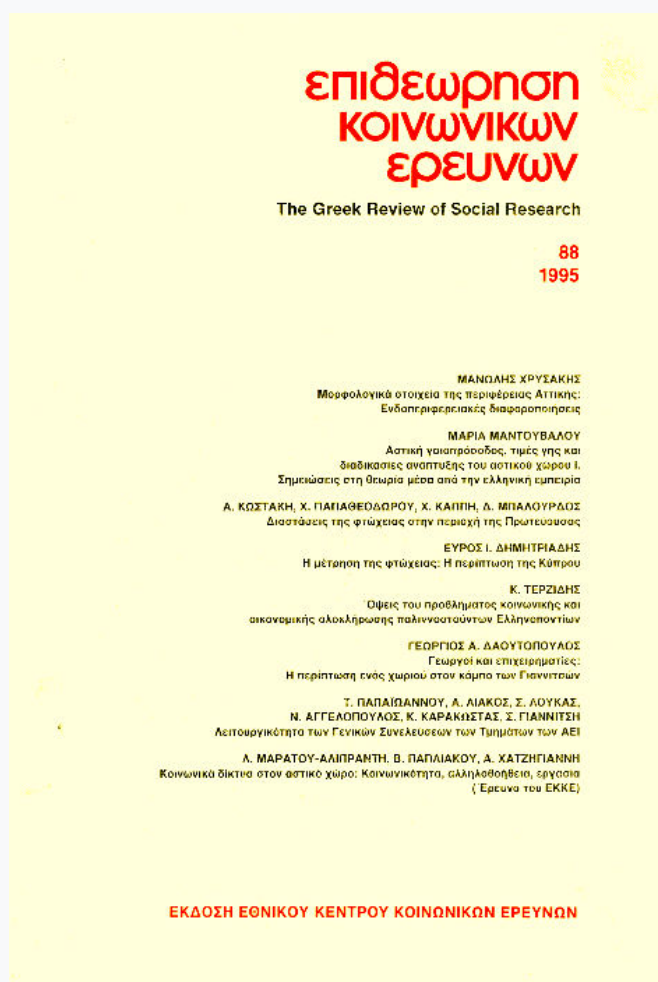 επιθεωρηση
κοινωνικων
ερευνων
The Greek Review of Social Research
88
1995
ΜΑΝΩΛΗΣ ΧΡΥΣΑΚΗΣ
Μορφολογικά στοιχεία της περιφέρειας Αττικής:
Ενδοπεριφερειακές διαφοροποιήσεις
ΜΑΡΙΑ ΜΑΝΤΟΥΒΑΛΟΥ
Αστική γαιοπρόσοδος, τιμές γης και
διαδικασίες ανάπτυξης του αστικού χώρου Ι.
Σημειώσεις στη θεωρία μέσα από την ελληνική εμπειρία
Α. ΚΩΣΤΑΚΗ, Χ. ΠΑΠΑΘΕΟΔΩΡΟΥ, Χ. ΚΑΠΠΗ, Δ. ΜΠΑΛΟΥΡΔΟΣ
Διαστάσεις της φτώχειας στην περιοχή της Πρωτεύουσας
ΕΥΡΟΣ Ι. ΔΗΜΗΤΡΙΑΔΗΣ
Η μέτρηση της φτώχειας: Η περίπτωση της Κύπρου
Κ. ΤΕΡΖΙΔΗΣ
Όψεις του προβλήματος κοινωνικής και
οικονομικής ολοκλήρωσης παλιννοστούντων Ελληνοποντίων
ΓΕΩΡΓΙΟΣ Α. ΔΑΟΥΤΟΠΟΥΛΟΣ
Γεωργοί και επιχειρηματίες:
Η περίπτωση ενός χωριού στον κάμπο των Γιαννιτσών
Τ. ΠΑΠΑΪΩΑΝΝΟΥ, Α. ΛΙΑΚΟΣ, Σ. ΛΟΥΚΑΣ,
Ν. ΑΓΓΕΛΟΠΟΥΛΟΣ, Κ. ΚΑΡΑΚΩΣΤΑΣ, Σ. ΓΙΑΝΝΙΤΣΗ
Λειτουργικότητα των Γενικών Συνελεύσεων των Τμημάτων των ΑΕΙ
Λ. ΜΑΡΑΤΟΥ-ΑΛΙΠΡΑΝΤΗ, Β. ΠΑΠΛΙΑΚΟΥ, Α. ΧΑΤΖΗΓΙΑΝΝΗ
Κοινωνικά δίκτυα στον αστικό χώρο: Κοινωνικότητα, αλληλοβοήθεια, εργασία
(Έρευνα του ΕΚΚΕ)
ΕΚΔΟΣΗ ΕΘΝΙΚΟΥ ΚΕΝΤΡΟΥ ΚΟΙΝΩΝΙΚΩΝ ΕΡΕΥΝΩΝ